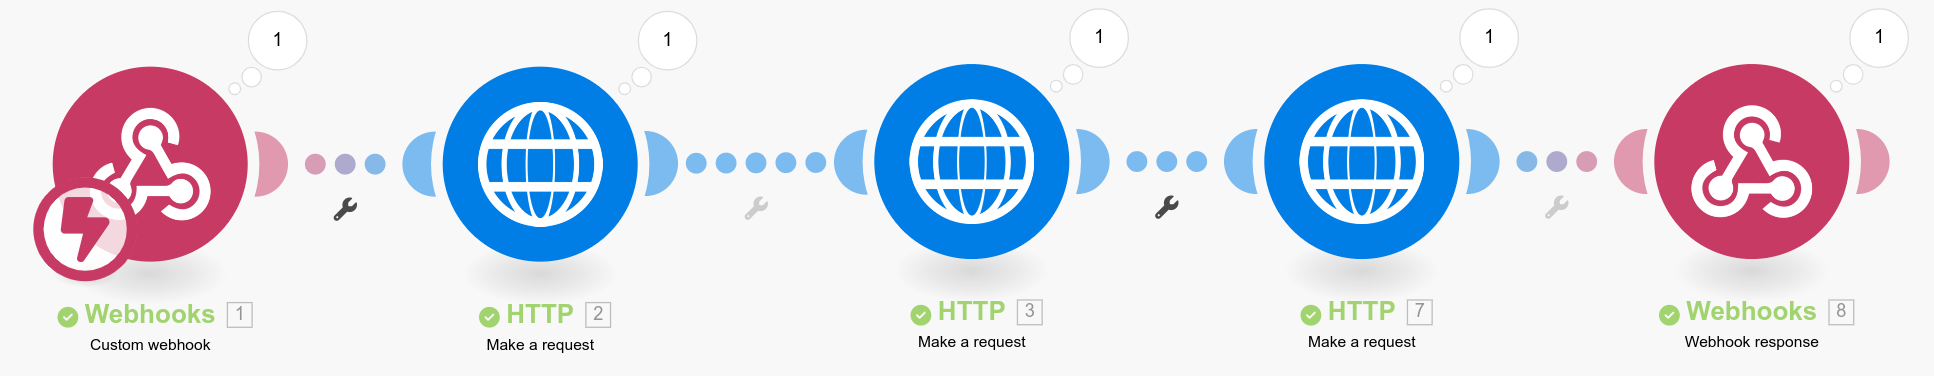 1
1
1
1
1
Webhooks 1
Custom webhook
HTTP 2
Make a request
HTTP 3
Make a request
HTTP 7
Make a request
Webhooks 8
Webhook response